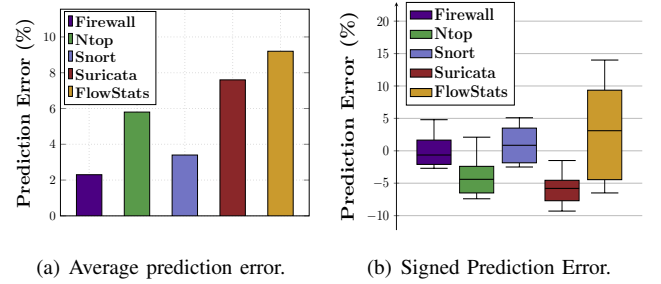 Prediction Error (%)
10
8
6
4
2
0
Firewall
Ntop
Snort
Suricata
FlowStats
(a) Average prediction error.
Prediction Error (%)
20
15
10
5
0
−5
−10
Firewall
Ntop
Snort
Suricata
FlowStats
(b) Signed Prediction Error.